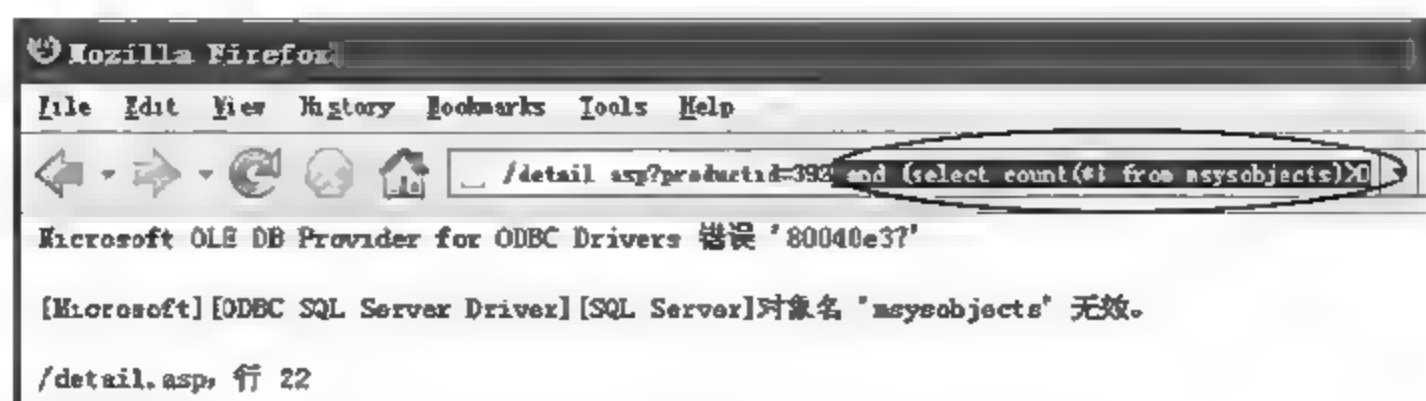 Mozilla Firefox
File Edit View History Bookmarks Tools Help
/detail asp?productid=392 and (select count(*) from msysobjects)>0
Microsoft OLE DB Provider for ODBC Drivers 错误 '80040e37'
[Microsoft][ODBC SQL Server Driver][SQL Server]对象名 'msysobjects' 无效。
/detail.asp, 行 22